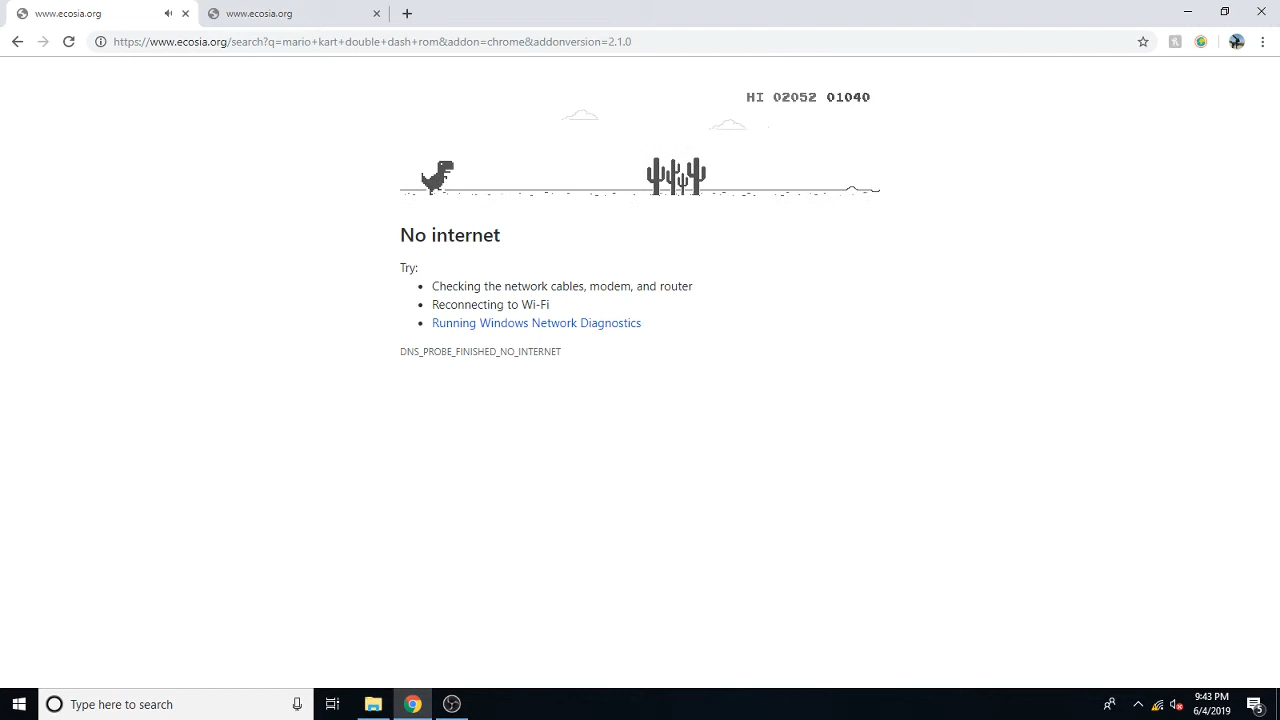 www.ecosia.org
www.ecosia.org
https://www.ecosia.org/search?q=mario+kart+double+dash+rom&addon=chrome&addonversion=2.1.0
HI 02052 01040
No internet
Try:
Checking the network cables, modem, and router
Reconnecting to Wi-Fi
Running Windows Network Diagnostics
DNS_PROBE_FINISHED_NO_INTERNET
Type here to search
9:43 PM
6/4/2019